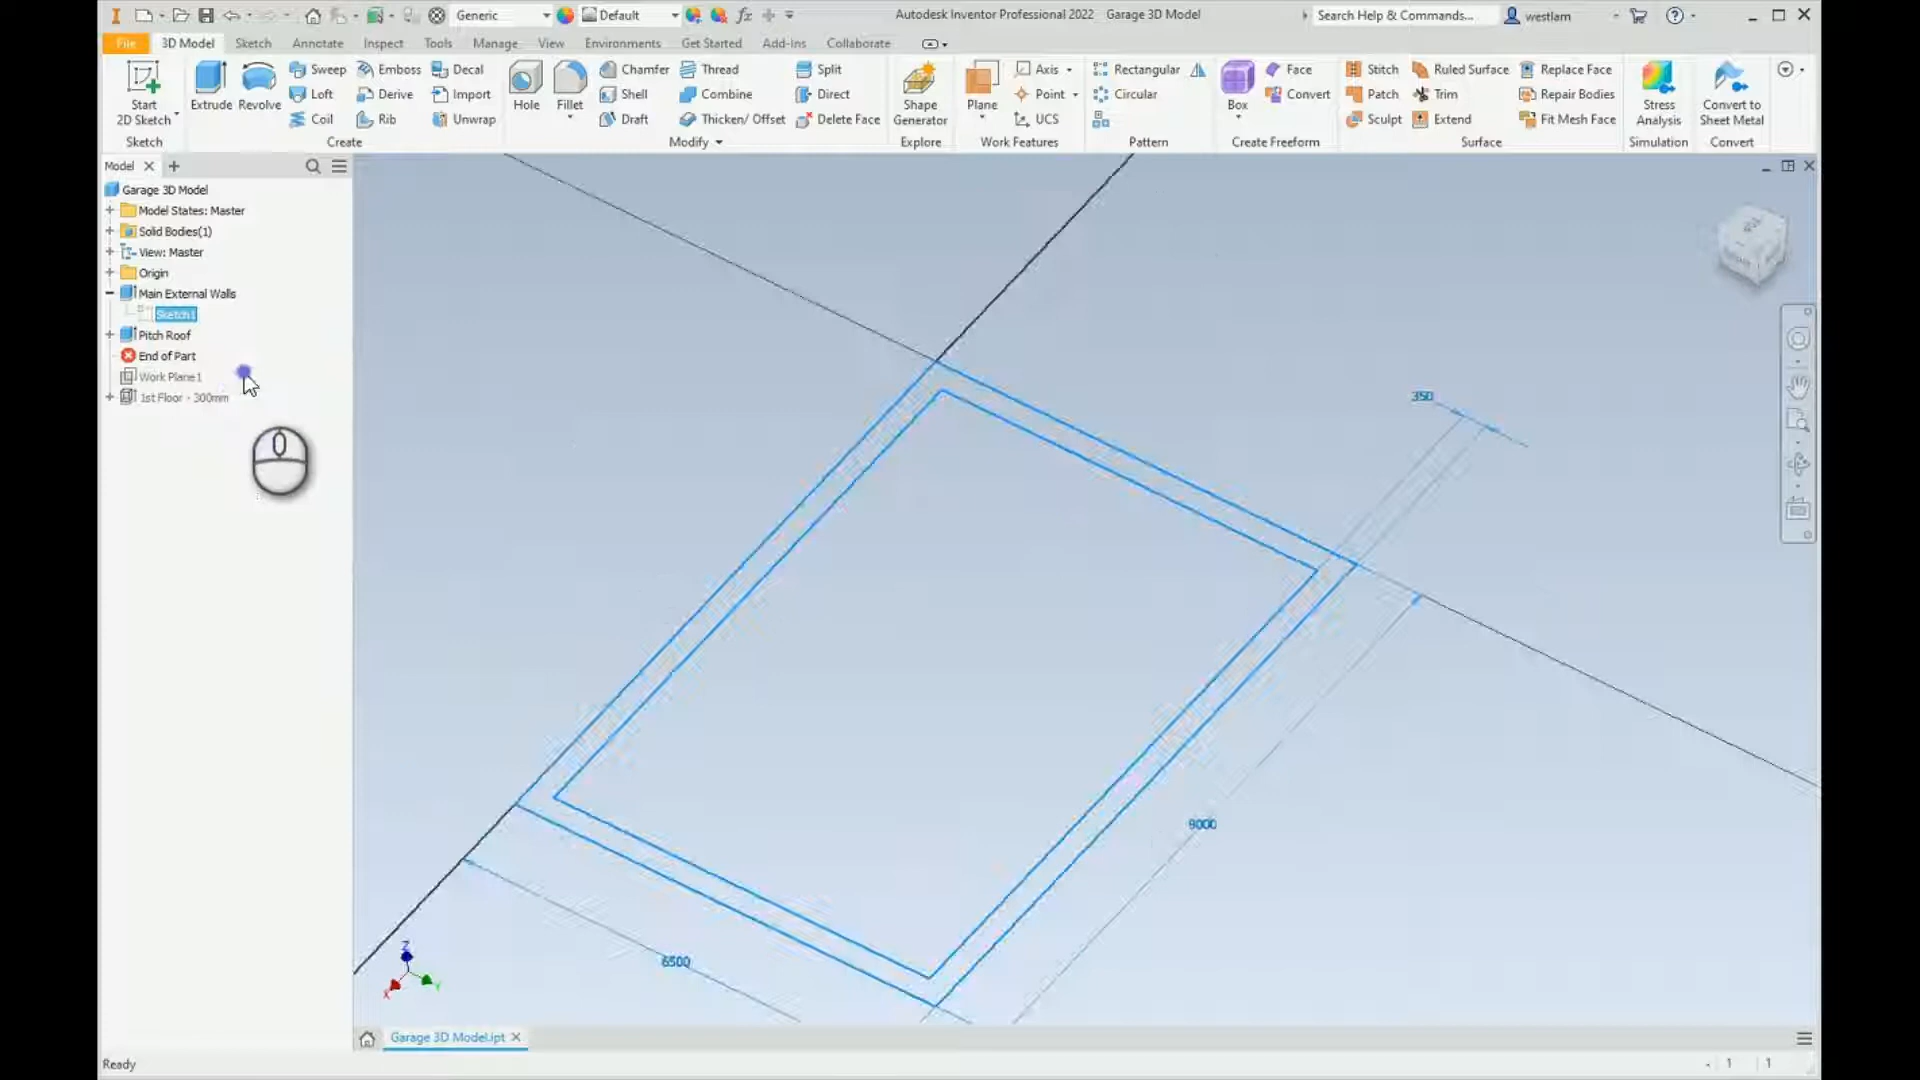 Generic
Default
Autodesk Inventor Professional 2022 Garage 3D Model
Search Help & Commands...
westlam
File
3D Model
Sketch
Annotate
Inspect
Tools
Manage
View
Environments
Get Started
Add-Ins
Collaborate
Start
2D Sketch
Sketch
Extrude
Revolve
Sweep
Loft
Coil
Emboss
Derive
Rib
Decal
Import
Unwrap
Create
Hole
Fillet
Chamfer
Shell
Draft
Thread
Combine
Thicken/ Offset
Split
Direct
Delete Face
Modify
Shape
Generator
Explore
Plane
Axis
Point
UCS
Work Features
Rectangular
Circular
Pattern
Box
Face
Convert
Create Freeform
Stitch
Patch
Sculpt
Ruled Surface
Trim
Extend
Replace Face
Repair Bodies
Fit Mesh Face
Surface
Stress
Analysis
Simulation
Convert to
Sheet Metal
Convert
Model
Garage 3D Model
Model States: Master
Solid Bodies(1)
View: Master
Origin
Main External Walls
Sketch1
Pitch Roof
End of Part
Work Plane1
1st Floor - 300mm
350
9000
6500
Z
X
Y
Garage 3D Model.ipt
Ready
1
1